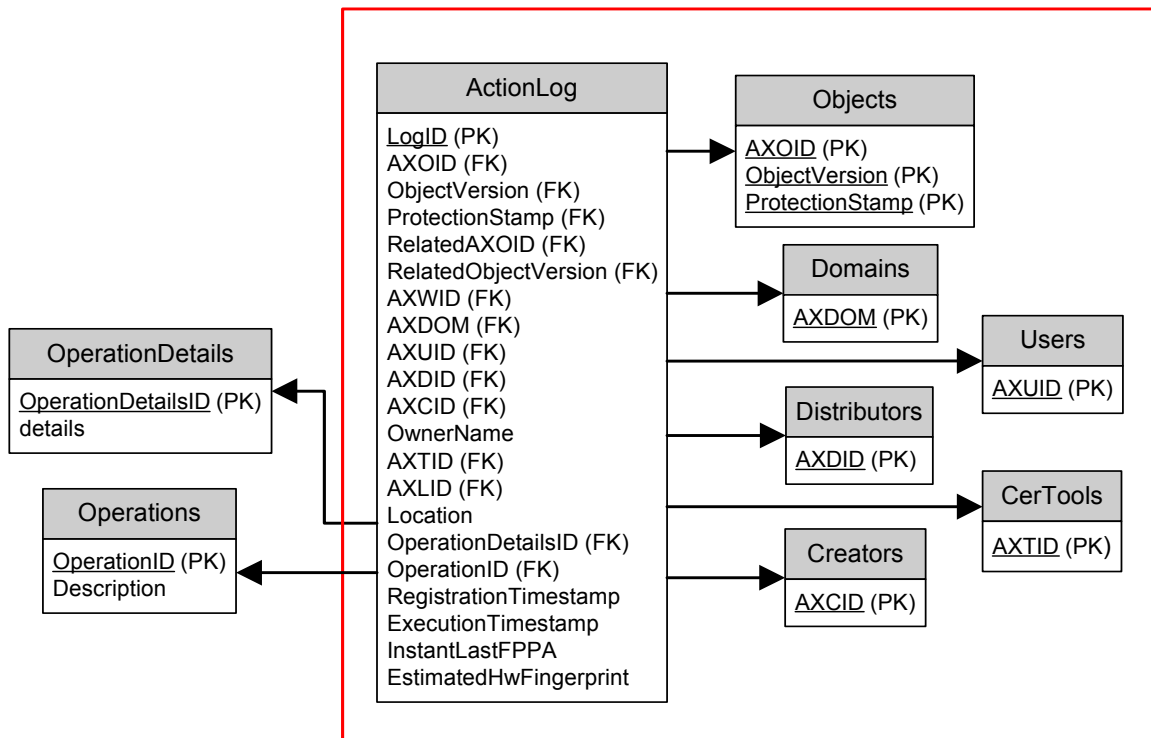 ActionLog
LogID (PK)
AXOID (FK)
ObjectVersion (FK)
ProtectionStamp (FK)
RelatedAXOID (FK)
RelatedObjectVersion (FK)
AXWID (FK)
AXDOM (FK)
AXUID (FK)
AXDID (FK)
AXCID (FK)
OwnerName
AXTID (FK)
AXLID (FK)
Location
OperationDetailsID (FK)
OperationID (FK)
RegistrationTimestamp
ExecutionTimestamp
InstantLastFPPA
EstimatedHwFingerprint
Objects
AXOID (PK)
ObjectVersion (PK)
ProtectionStamp (PK)
Domains
AXDOM (PK)
Users
AXUID (PK)
Distributors
AXDID (PK)
CerTools
AXTID (PK)
Creators
AXCID (PK)
OperationDetails
OperationDetailsID (PK)
details
Operations
OperationID (PK)
Description